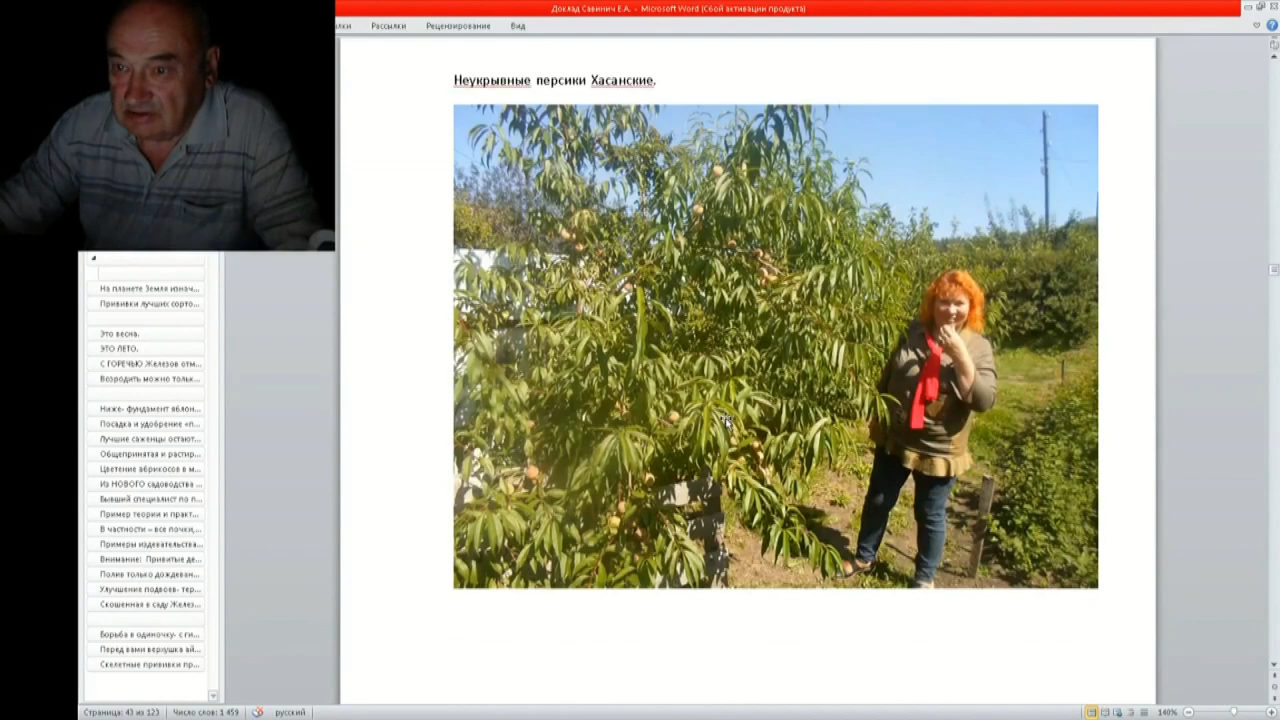 Доклад Савинич Е.А. - Microsoft Word (Сбой активации продукта)
лки Рассылки Рецензирование Вид
Неукрывные персики Хасанские.
На планете Земля изнач...
Прививки лучших сорто...
Это весна.
ЭТО ЛЕТО.
С ГОРЕЧЬЮ Железов отм...
Возродить можно тольк...
Ниже- фундамент яблон...
Посадка и удобрение «п...
Лучшие саженцы остают...
Общепринятая и растир...
Цветение абрикосов в м...
Из НОВОГО садоводства ...
Бывший специалист по п...
Пример теории и практ...
В частности – все почки,...
Примеры издевательства...
Внимание: Привитые де...
Полив только дождеван...
Улучшение подвоев- тер...
Скошенная в саду Желез...
Борьба в одиночку- с ги...
Перед вами верхушка ай...
Скелетные прививки пр...
Страница: 43 из 123 Число слов: 1 459 русский 140%